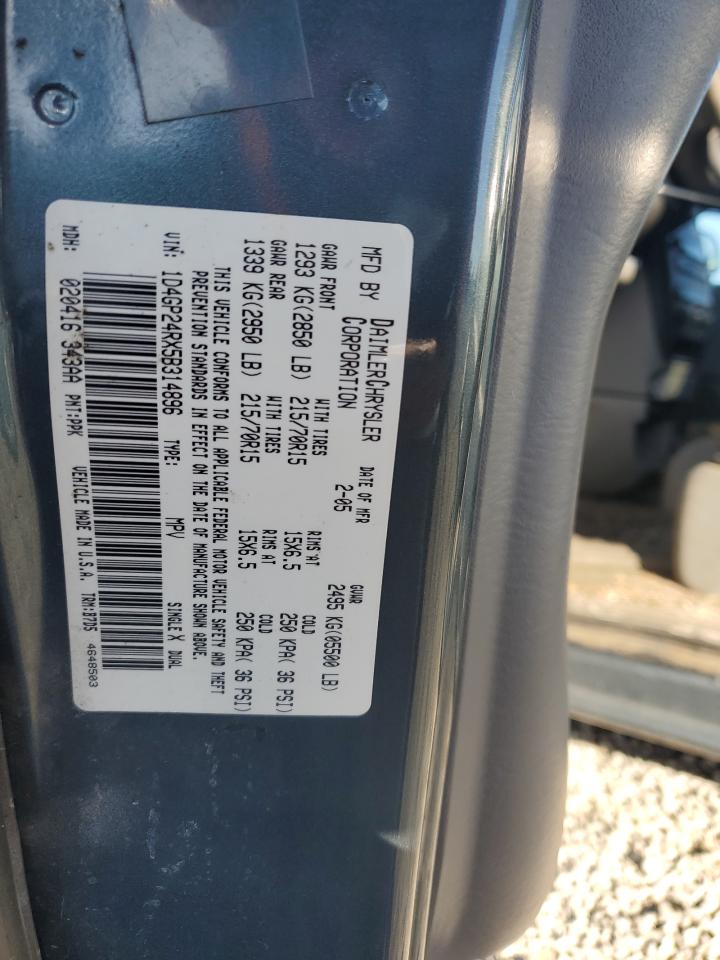 MFD BY DAIMLERCHRYSLER CORPORATION
DATE OF MFR 2-05
GVWR 2495 KG(05500 LB)
GAWR FRONT WITH TIRES RIMS AT COLD
1293 KG(2850 LB) 215/70R15 15X6.5 250 KPA( 36 PSI)
GAWR REAR WITH TIRES RIMS AT COLD
1339 KG(2950 LB) 215/70R15 15X6.5 250 KPA( 36 PSI)
THIS VEHICLE CONFORMS TO ALL APPLICABLE FEDERAL MOTOR VEHICLE SAFETY AND THEFT
PREVENTION STANDARDS IN EFFECT ON THE DATE OF MANUFACTURE SHOWN ABOVE.
VIN: 1D4GP24RX5B314896 TYPE: MPV SINGLE X DUAL
MDH: 020416 343AA PNT:PPK VEHICLE MADE IN U.S.A. TRM:B7D5 4648503